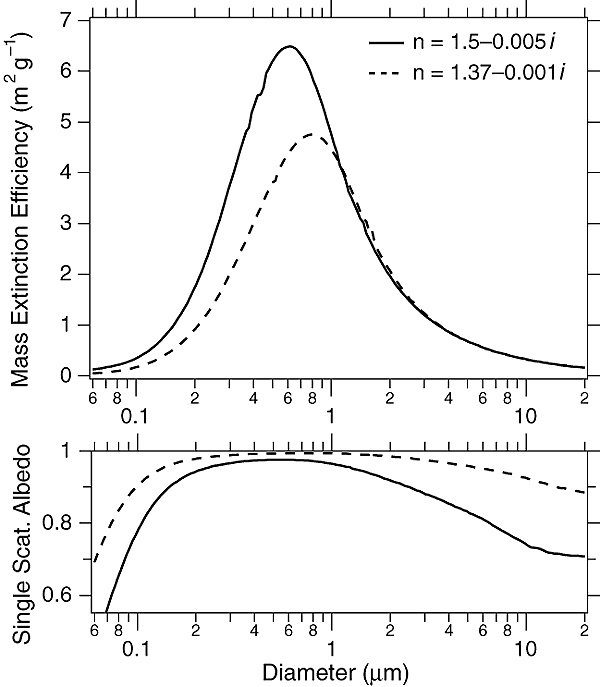 Mass Extinction Efficiency (m² g⁻¹)
7
6
5
4
3
2
1
0
n = 1.5–0.005i
n = 1.37–0.001i
6 8 2 4 6 8 2 4 6 8 2
0.1 1 10
Single Scat. Albedo
1
0.8
0.6
6 8 2 4 6 8 2 4 6 8 2
0.1 1 10
Diameter (μm)